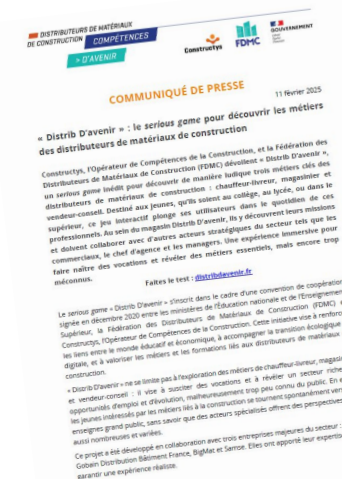 DISTRIBUTEURS DE MATÉRIAUX
DE CONSTRUCTION COMPÉTENCES
> D'AVENIR
Constructys
FDMC
GOUVERNEMENT
COMMUNIQUÉ DE PRESSE
11 février 2025
« Distrib D'avenir » : le serious game pour découvrir les métiers
des distributeurs de matériaux de construction
Constructys, l'Opérateur de Compétences de la Construction, et la Fédération des
Distributeurs de Matériaux de Construction (FDMC) dévoilent « Distrib D'avenir »,
un serious game inédit pour découvrir de manière ludique trois métiers clés des
distributeurs de matériaux de construction : chauffeur-livreur, magasinier et
vendeur-conseil. Destiné aux jeunes, qu'ils soient au collège, au lycée, ou dans le
supérieur, ce jeu interactif plonge ses utilisateurs dans le quotidien de ces
professionnels. Au sein du magasin Distrib D'avenir, ils y découvrent leurs missions
et doivent collaborer avec d'autres acteurs stratégiques du secteur tels que les
commerciaux, le chef d'agence et les managers. Une expérience immersive pour
faire naître des vocations et révéler des métiers essentiels, mais encore trop
méconnus.
Faites le test : distribdavenir.fr
Le serious game « Distrib D'avenir » s'inscrit dans le cadre d'une convention de coopération
signée en décembre 2020 entre les ministères de l'Éducation nationale et de l'Enseignement
Supérieur, la Fédération des Distributeurs de Matériaux de Construction (FDMC) e
Constructys, l'Opérateur de Compétences de la Construction. Cette initiative vise à renforce
les liens entre le monde éducatif et économique, à accompagner la transition écologique
digitale, et à valoriser les métiers et les formations liés aux distributeurs de matériaux
construction.
« Distrib D'avenir » ne se limite pas à l'exploration des métiers de chauffeur-livreur, magasin
et vendeur-conseil : il vise à susciter des vocations et à révéler un secteur riche
opportunités d'emploi et d'évolution, malheureusement trop peu connu du public. En e
les jeunes intéressés par les métiers liés à la construction se tournent spontanément vers
enseignes grand public, sans savoir que des acteurs spécialisés offrent des perspectives
aussi nombreuses et variées.
Ce projet a été développé en collaboration avec trois entreprises majeures du secteur :
Gobain Distribution Bâtiment France, BigMat et Samse. Elles ont apporté leur expertise
garantir une expérience réaliste.